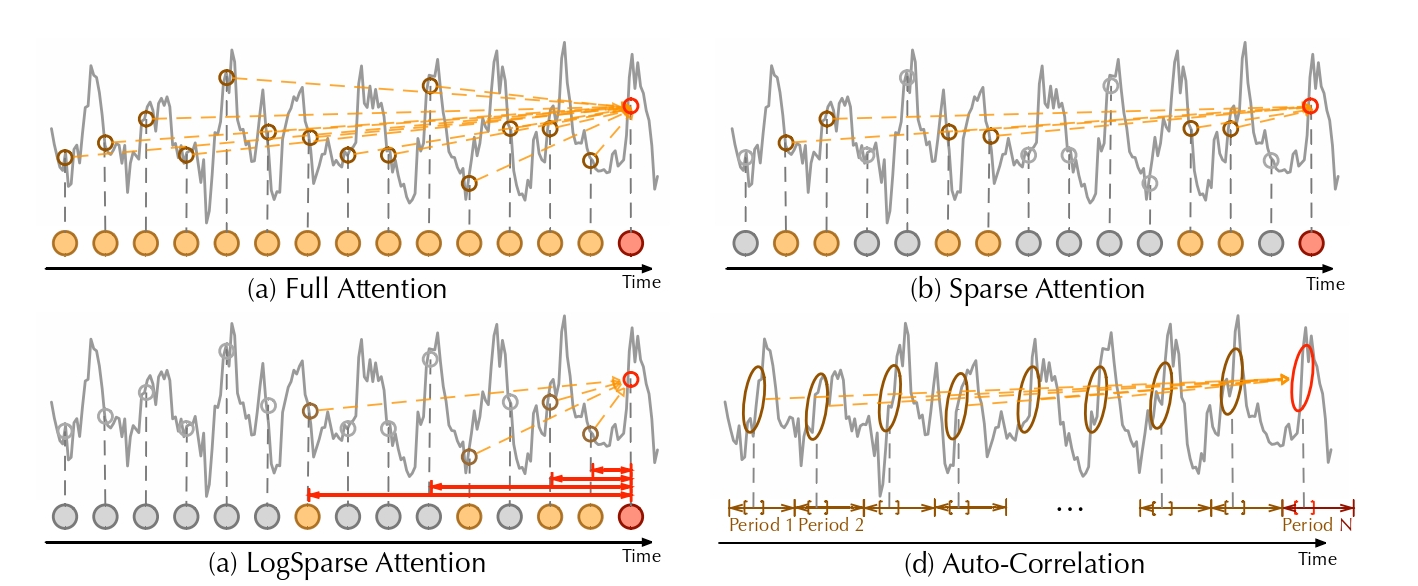 Time
(a) Full Attention
Time
(b) Sparse Attention
Time
(a) LogSparse Attention
Period 1 Period 2 ... Period N
Time
(d) Auto-Correlation